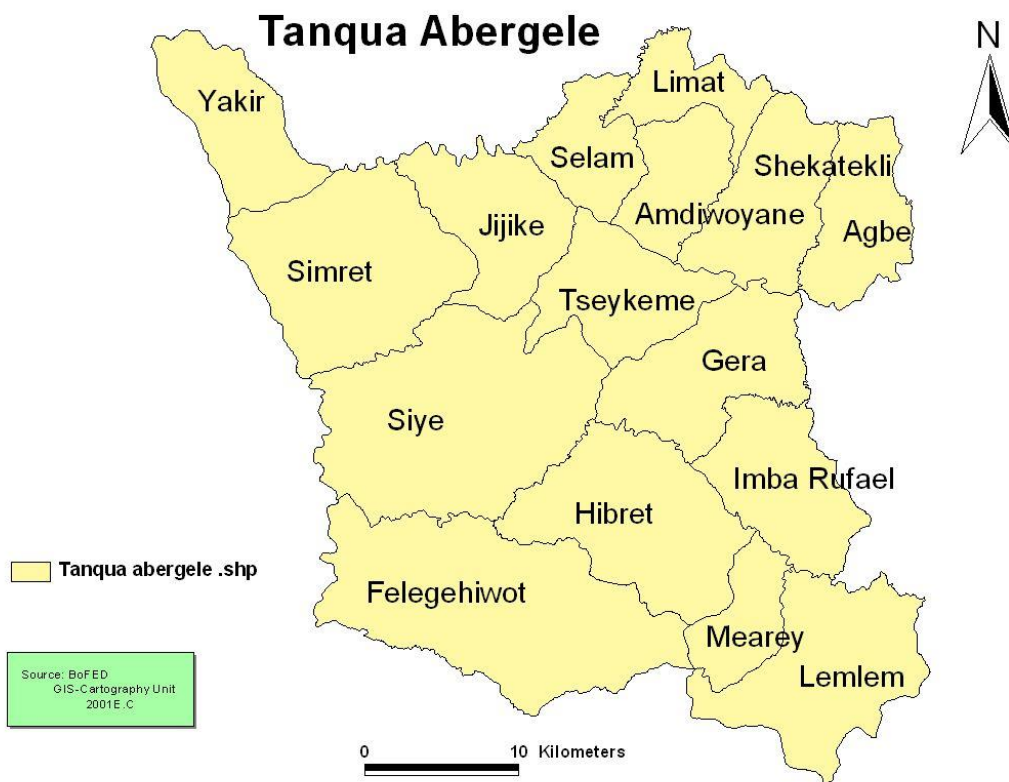 Tanqua Abergele
N
Limat
Yakir
Selam
Shekatekli
Jijike
Amdiwoyane
Agbe
Simret
Tseykeme
Gera
Siye
Imba Rufael
Hibret
Tanqua abergele .shp
Felegehiwot
Mearey
Lemlem
Source: BoFED
GIS-Cartography Unit
2001E.C
0 10 Kilometers